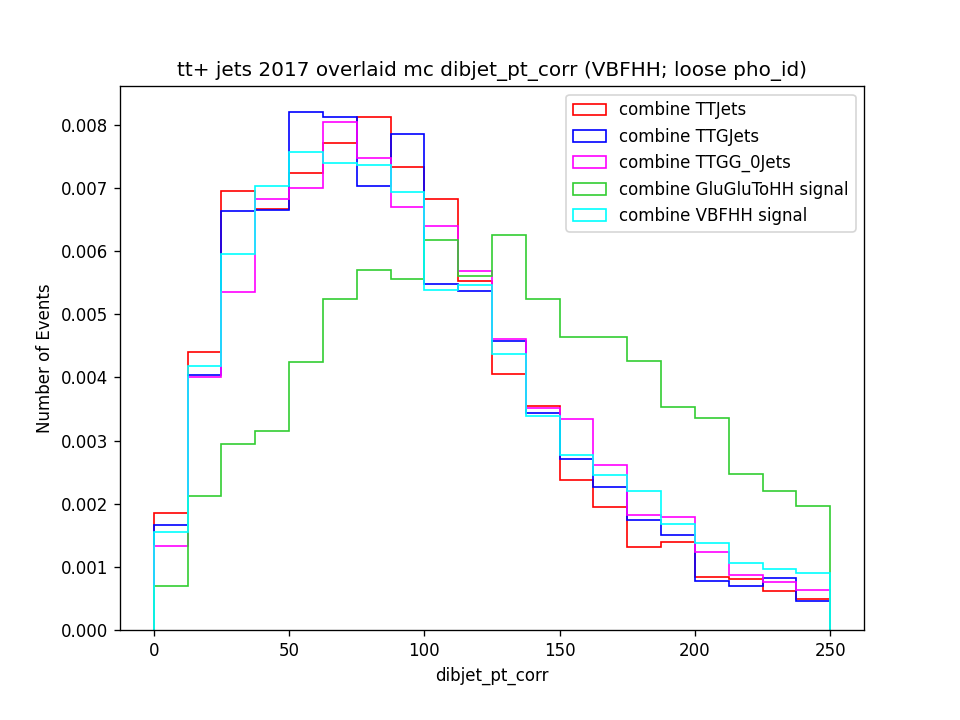 tt+ jets 2017 overlaid mc dibjet_pt_corr (VBFHH; loose pho_id)
combine TTJets
combine TTGJets
combine TTGG_0Jets
combine GluGluToHH signal
combine VBFHH signal
Number of Events
0.008
0.007
0.006
0.005
0.004
0.003
0.002
0.001
0.000
0 50 100 150 200 250
dibjet_pt_corr